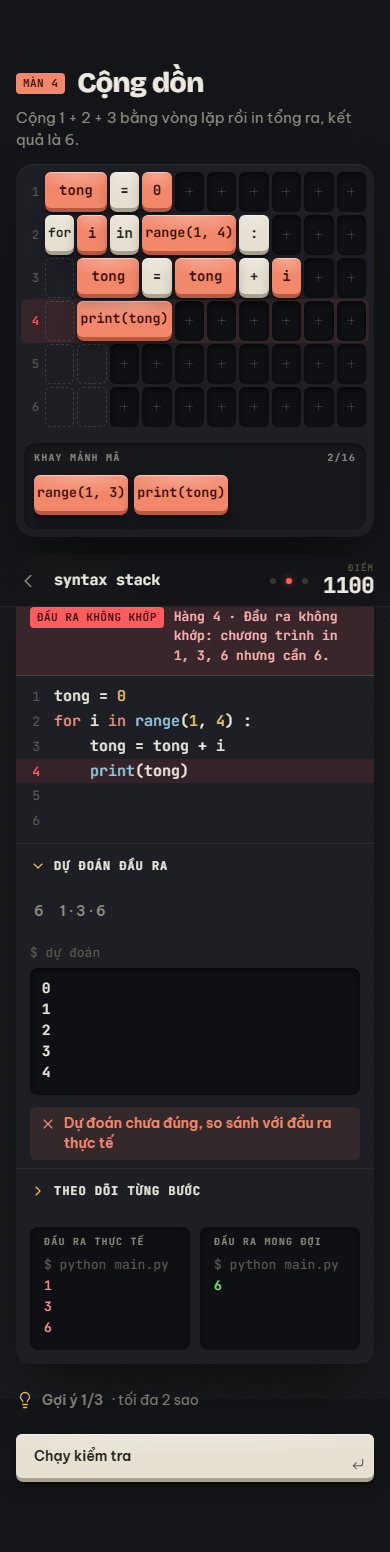 MÀN 4 Cộng dồn
Cộng 1 + 2 + 3 bằng vòng lặp rồi in tổng ra, kết
quả là 6.
1 tong = 0 + + + + + +
2 for i in range(1, 4) : + + +
3 tong = tong + i + +
4 print(tong) + + + + + +
5 + + + + + + + +
6 + + + + + + + +
KHAY MẢNH MÃ 2/16
range(1, 3) print(tong)
syntax stack ĐIỂM 1100
ĐẦU RA KHÔNG KHỚP Hàng 4 · Đầu ra không
khớp: chương trình in
1, 3, 6 nhưng cần 6.
1 tong = 0
2 for i in range(1, 4) :
3 tong = tong + i
4 print(tong)
5
6
DỰ ĐOÁN ĐẦU RA
6 1·3·6
$ dự đoán
0
1
2
3
4
Dự đoán chưa đúng, so sánh với đầu ra
thực tế
THEO DÕI TỪNG BƯỚC
ĐẦU RA THỰC TẾ
$ python main.py
1
3
6
ĐẦU RA MONG ĐỢI
$ python main.py
6
Gợi ý 1/3 · tối đa 2 sao
Chạy kiểm tra